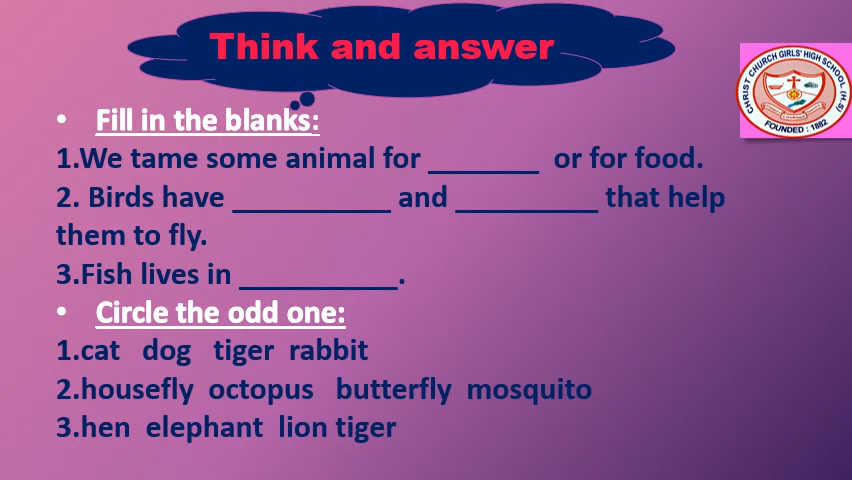 Think and answer
CHRIST CHURCH GIRLS' HIGH SCHOOL (H.S)
FOUNDED : 1882
• Fill in the blanks:
1.We tame some animal for _______ or for food.
2. Birds have __________ and _________ that help
them to fly.
3.Fish lives in __________.
• Circle the odd one:
1.cat dog tiger rabbit
2.housefly octopus butterfly mosquito
3.hen elephant lion tiger